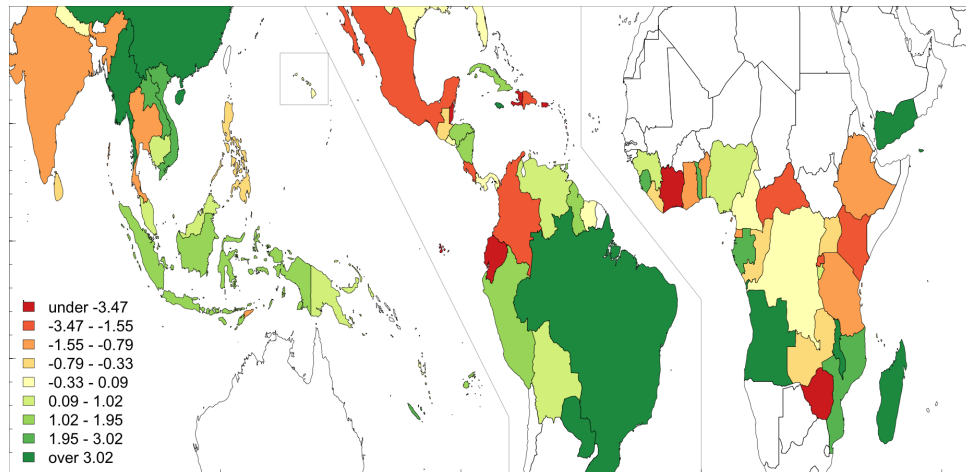 under -3.47
-3.47 - -1.55
-1.55 - -0.79
-0.79 - -0.33
-0.33 - 0.09
0.09 - 1.02
1.02 - 1.95
1.95 - 3.02
over 3.02